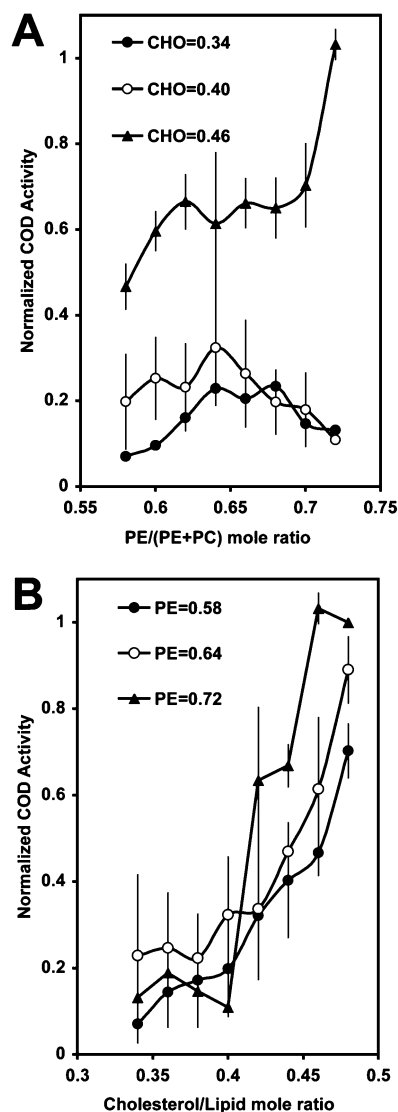 A
CHO=0.34
CHO=0.40
CHO=0.46
Normalized COD Activity
1
0.8
0.6
0.4
0.2
0
0.55 0.6 0.65 0.7 0.75
PE/(PE+PC) mole ratio
B
PE=0.58
PE=0.64
PE=0.72
Normalized COD Activity
1
0.8
0.6
0.4
0.2
0
0.3 0.35 0.4 0.45 0.5
Cholesterol/Lipid mole ratio